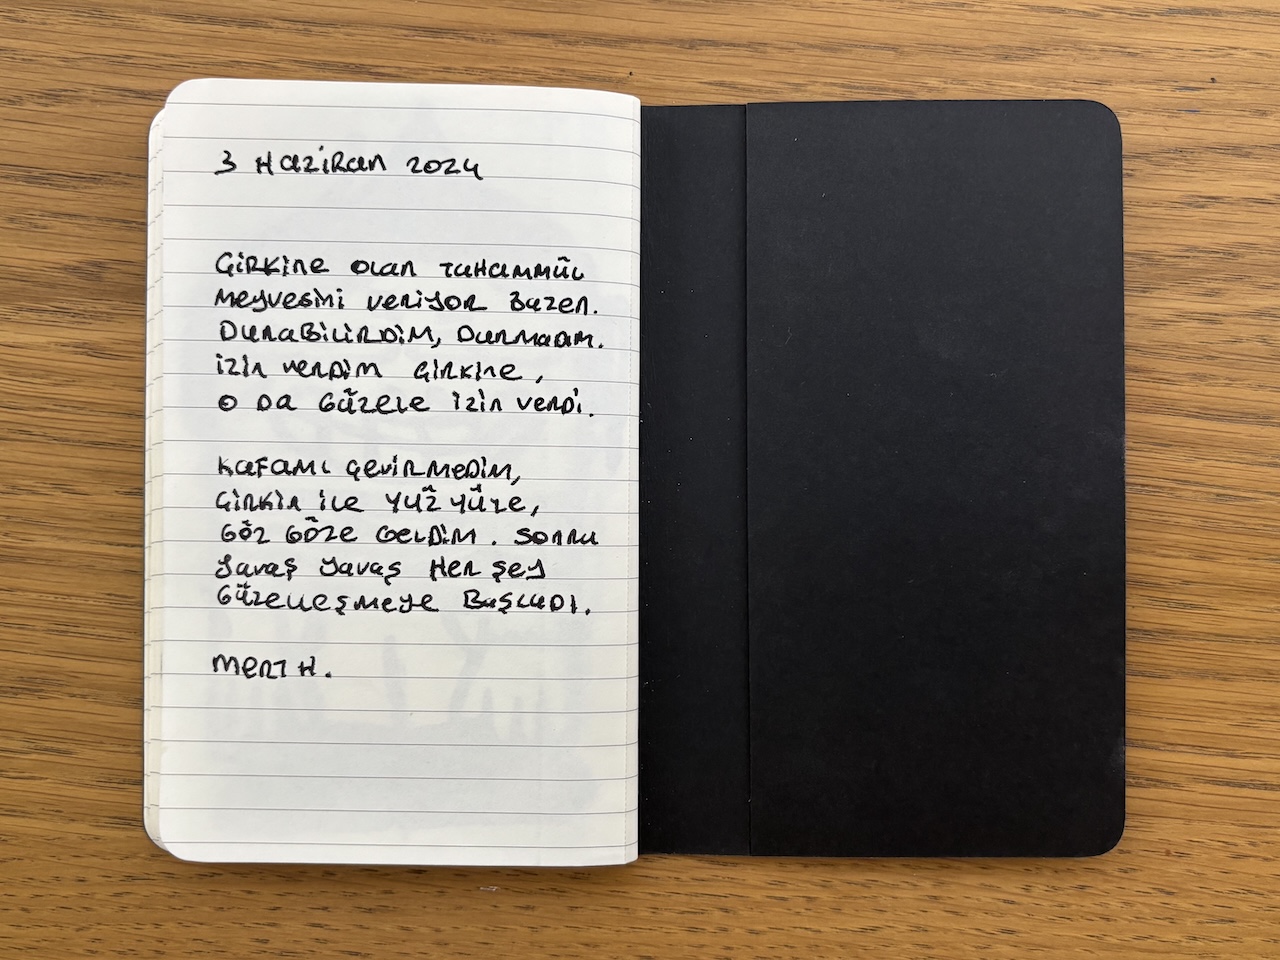 3 Haziran 2024
Çirkine olan tahammül
meyvesini veriyor bazen.
Durabilirdim, durmadım.
İzin verdim çirkine,
o da güzele izin verdi.
Kafamı çevirmedim,
çirkin ile yüz yüze,
göz göze geldim. Sonra
yavaş yavaş her şey
güzelleşmeye başladı.
Mert H.